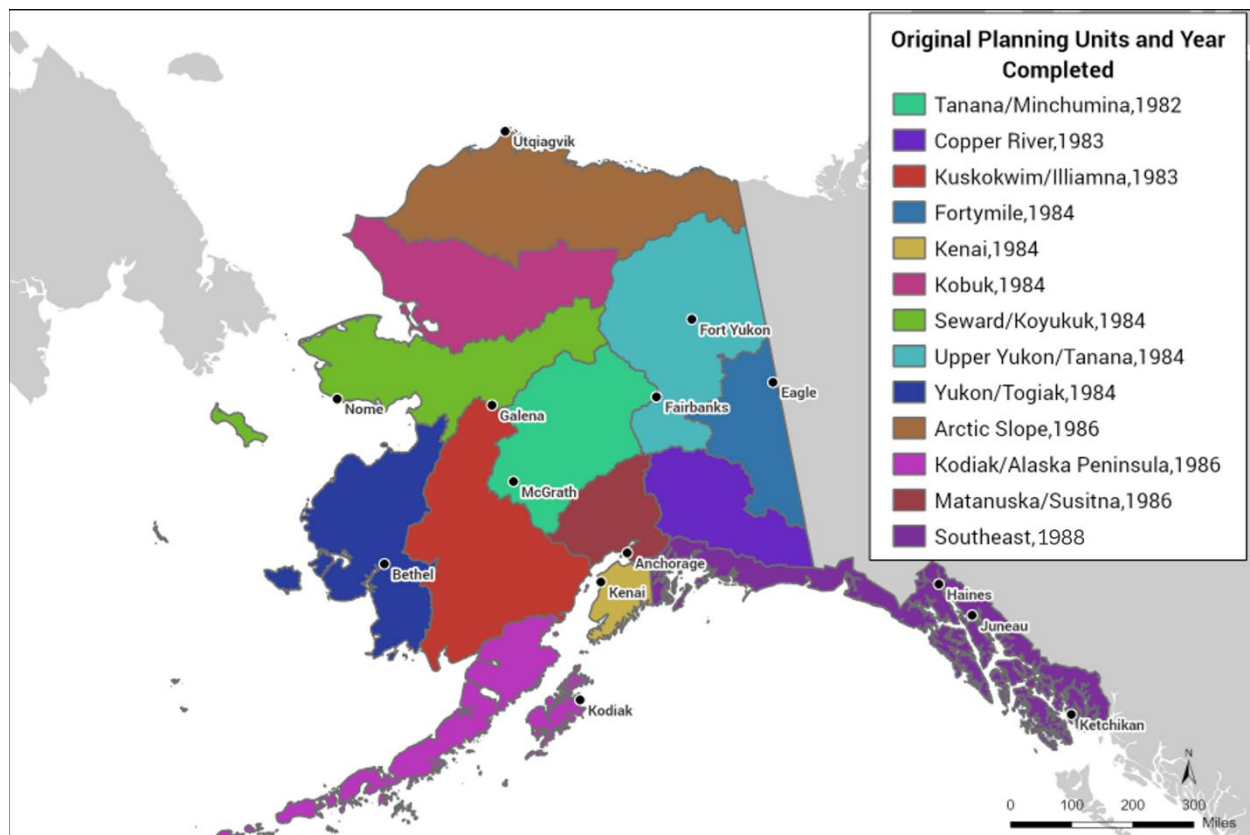 Original Planning Units and Year
Completed
Tanana/Minchumina,1982
Copper River,1983
Kuskokwim/Illiamna,1983
Fortymile,1984
Kenai,1984
Kobuk,1984
Seward/Koyukuk,1984
Upper Yukon/Tanana,1984
Yukon/Togiak,1984
Arctic Slope,1986
Kodiak/Alaska Peninsula,1986
Matanuska/Susitna,1986
Southeast,1988
Utqiagvik
Fort Yukon
Eagle
Nome
Galena
Fairbanks
McGrath
Anchorage
Bethel
Kenai
Haines
Juneau
Kodiak
Ketchikan
N
0 100 200 300
Miles